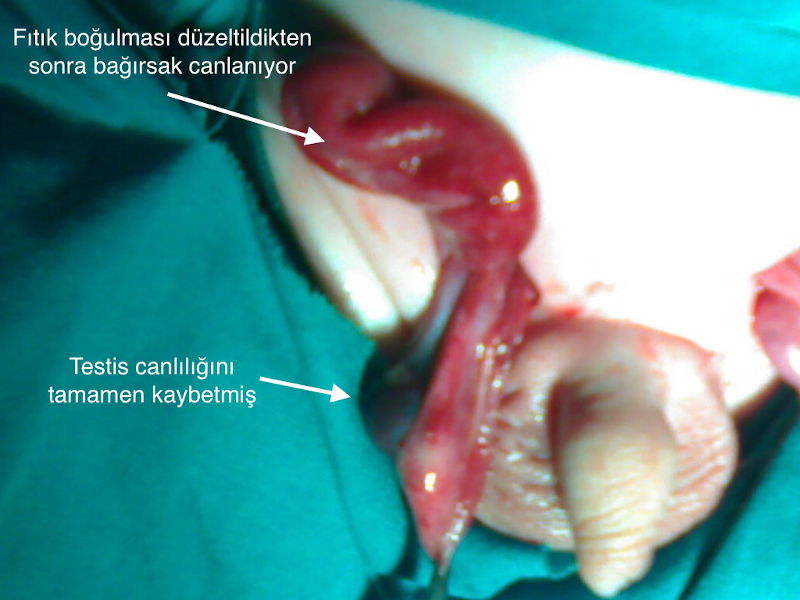 Fıtık boğulması düzeltildikten
sonra bağırsak canlanıyor
Testis canlılığını
tamamen kaybetmiş